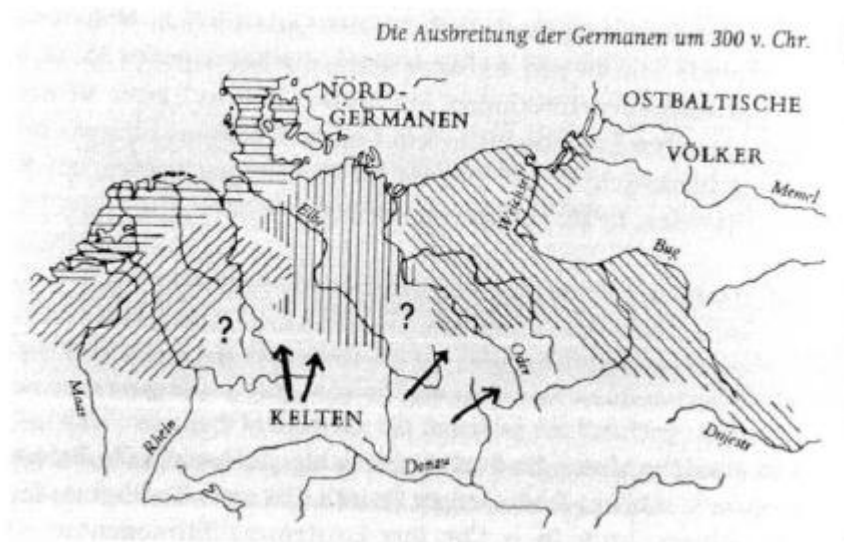 Die Ausbreitung der Germanen um 300 v. Chr.
NORD-
GERMANEN
OSTBALTISCHE
VÖLKER
Memel
Weichsel
Elbe
Bug
?
?
Oder
Maas
Rhein
KELTEN
Donau
Dnjestr